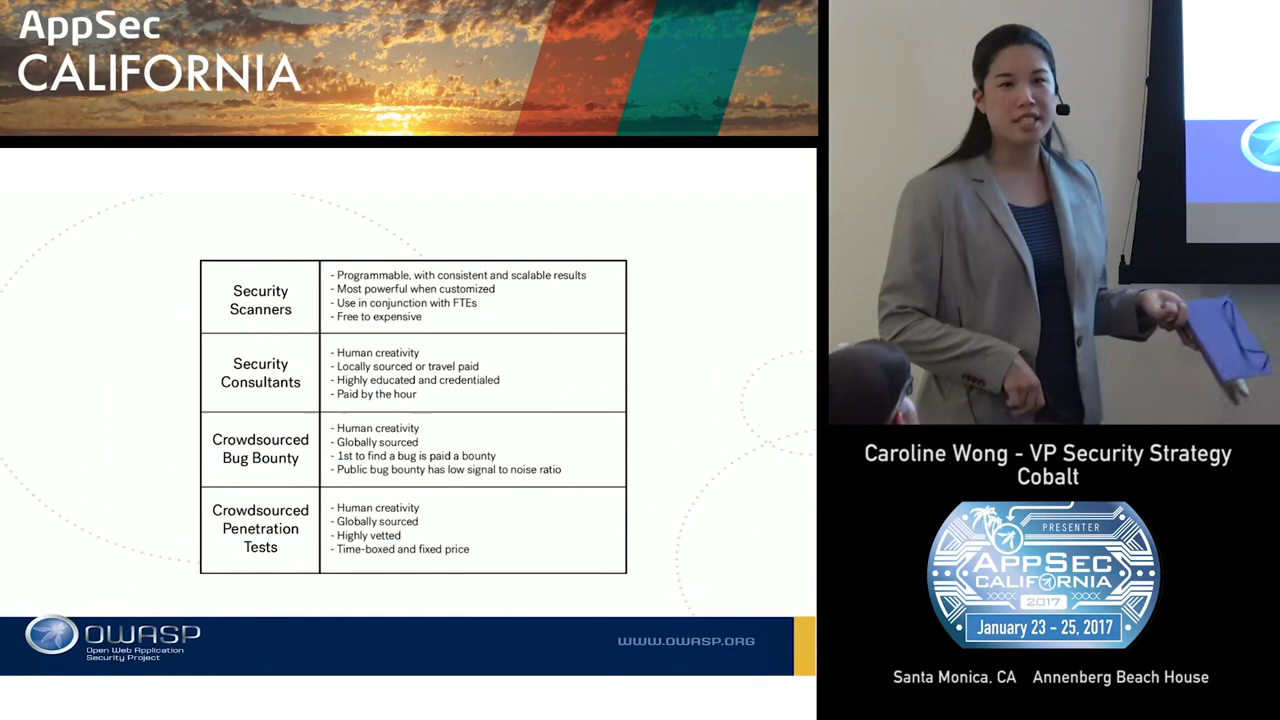 AppSec
CALIFORNIA
Security
Scanners
- Programmable, with consistent and scalable results
- Most powerful when customized
- Use in conjunction with FTEs
- Free to expensive
Security
Consultants
- Human creativity
- Locally sourced or travel paid
- Highly educated and credentialed
- Paid by the hour
Crowdsourced
Bug Bounty
- Human creativity
- Globally sourced
- 1st to find a bug is paid a bounty
- Public bug bounty has low signal to noise ratio
Crowdsourced
Penetration
Tests
- Human creativity
- Globally sourced
- Highly vetted
- Time-boxed and fixed price
OWASP
Open Web Application
Security Project
WWW.OWASP.ORG
Caroline Wong - VP Security Strategy
Cobalt
PRESENTER
APPSEC
CALIFORNIA
2017
January 23 - 25, 2017
Santa Monica, CA Annenberg Beach House